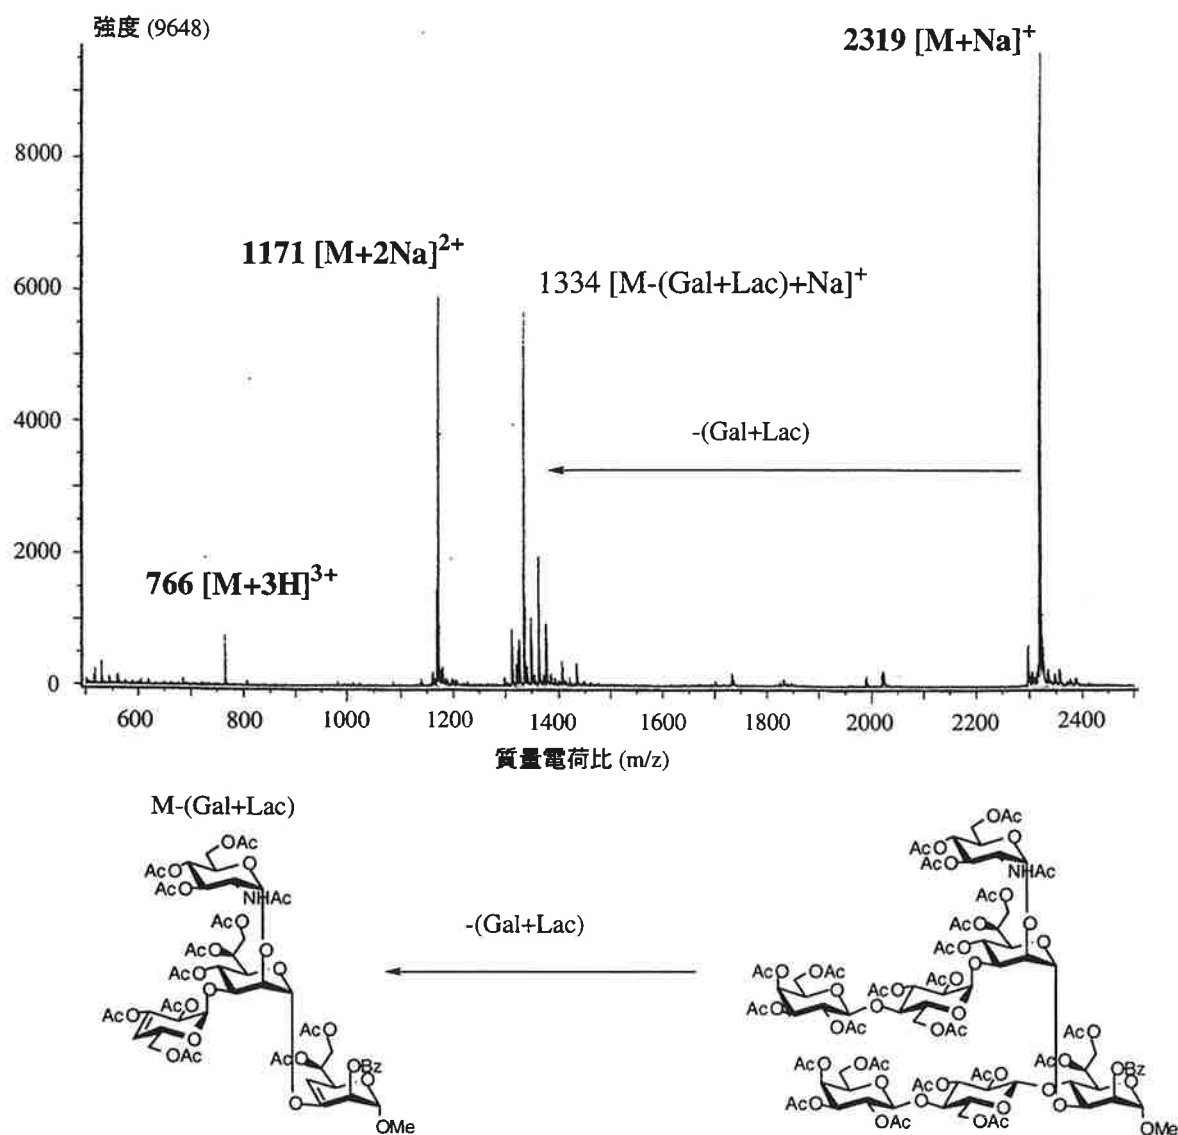 強度 (9648)
2319 [M+Na]+
8000
1171 [M+2Na]2+
6000
1334 [M-(Gal+Lac)+Na]+
4000
-(Gal+Lac)
2000
766 [M+3H]3+
0
600 800 1000 1200 1400 1600 1800 2000 2200 2400
質量電荷比 (m/z)
M-(Gal+Lac)
OAc
AcO
AcO
O
NHAc
AcO
AcO
AcO
O
O
O
AcO
AcO
O
O
OAc
AcO
AcO
OBz
O
O
OMe
-(Gal+Lac)
OAc
AcO
AcO
O
NHAc
AcO
AcO
AcO
O
O
O
AcO
OAc
AcO
O
OAc
O
AcO
OAc
O
O
OAc
AcO
OAc
AcO
O
OAc
O
AcO
AcO
O
OAc
O
AcO
AcO
OBz
O
O
OMe